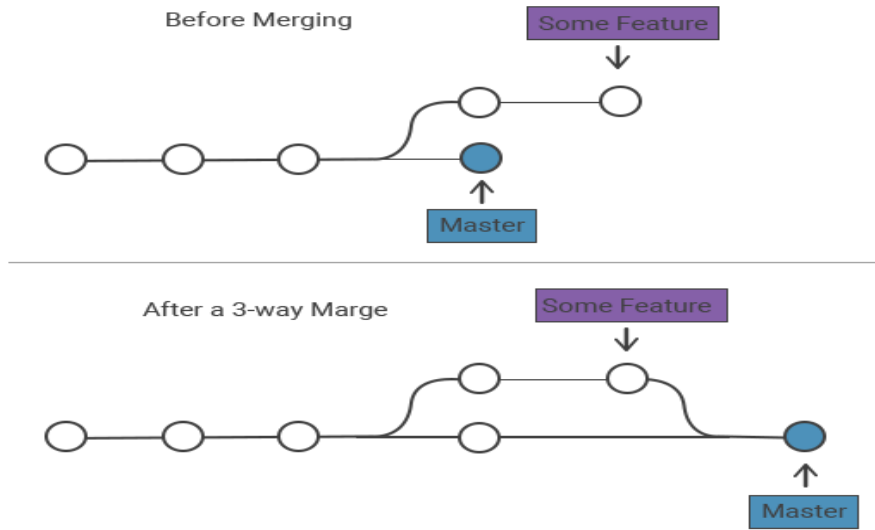 Before Merging
Some Feature
Master
After a 3-way Marge
Some Feature
Master